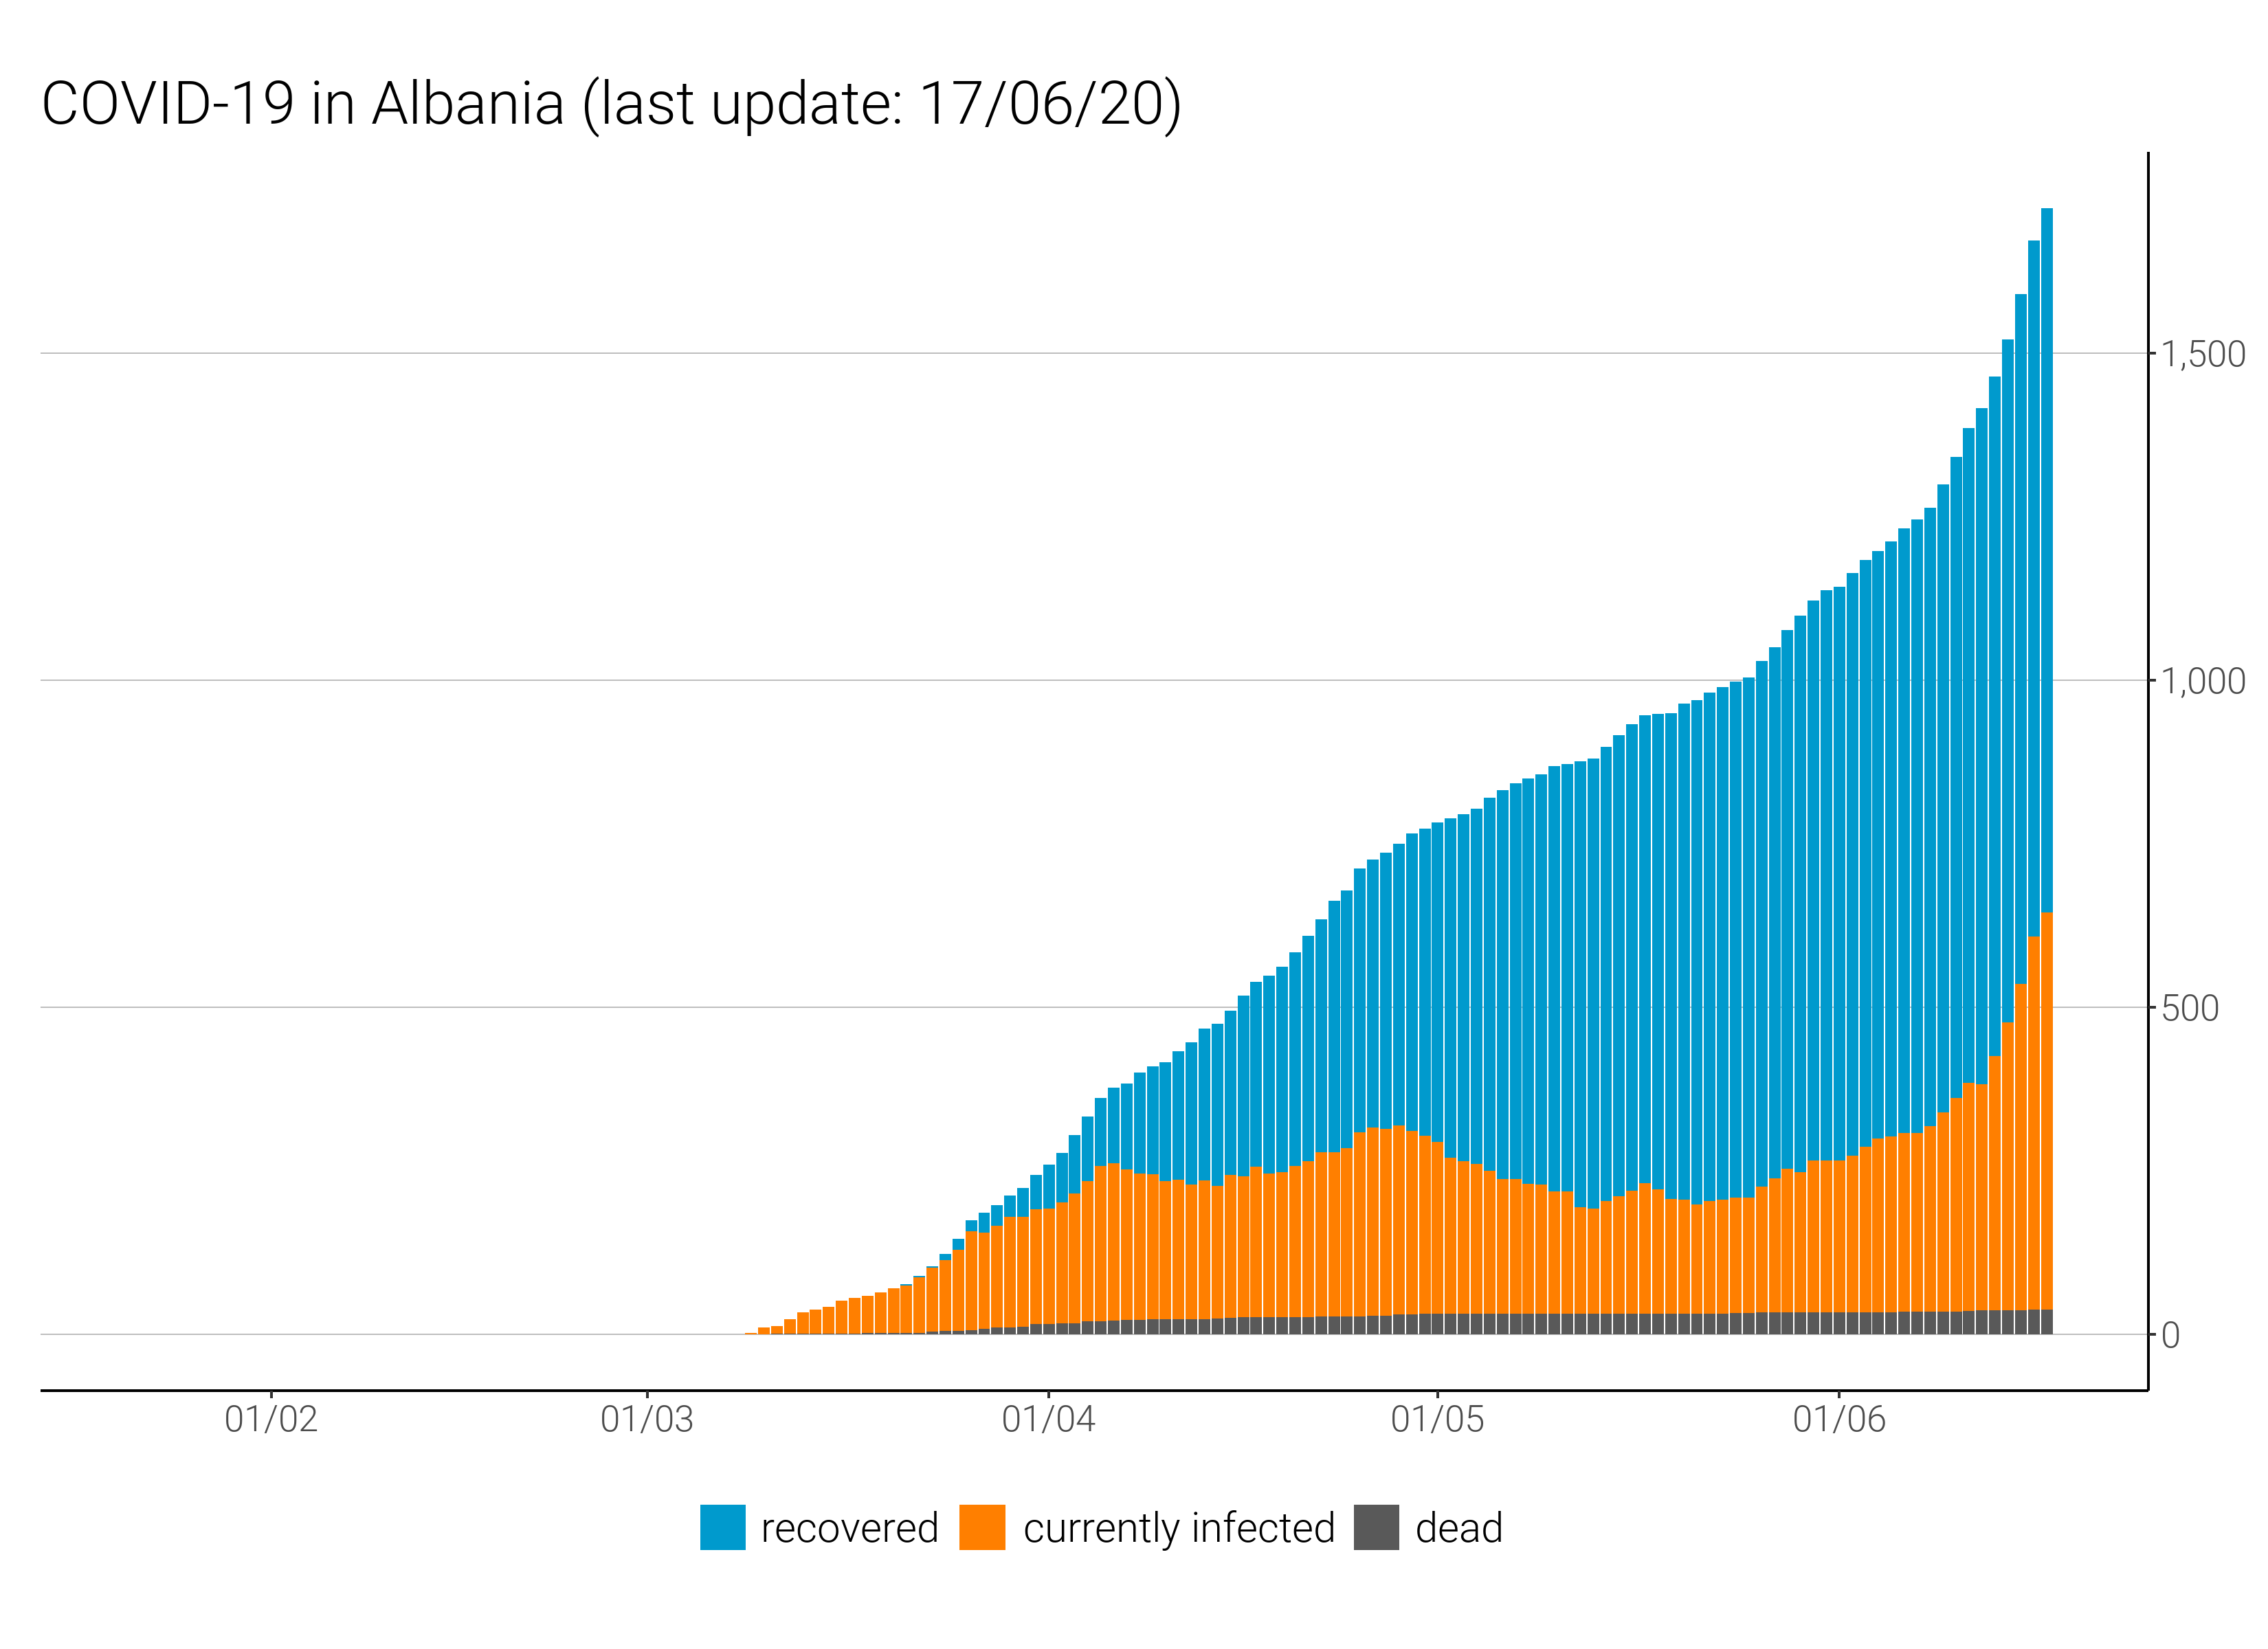 COVID-19 in Albania (last update: 17/06/20)
1,500
1,000
500
0
01/02 01/03 01/04 01/05 01/06
recovered currently infected dead